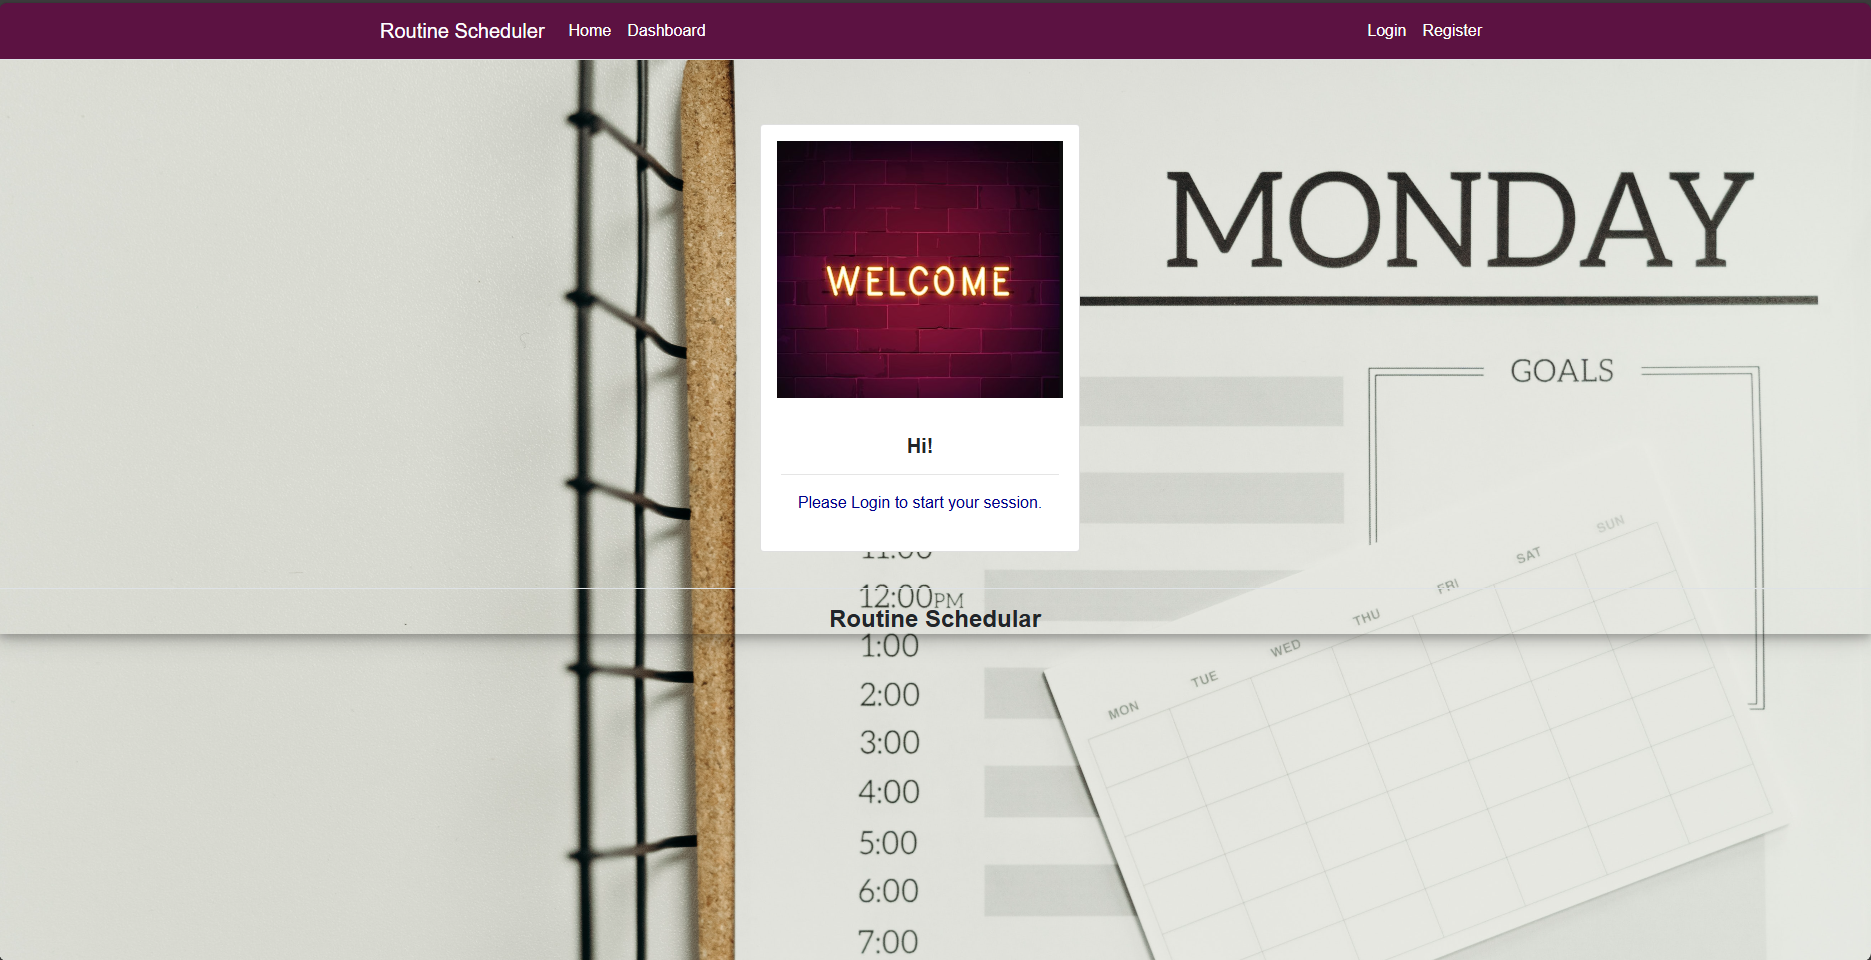 Routine Scheduler Home Dashboard Login Register
MONDAY
WELCOME
GOALS
Hi!
Please Login to start your session.
11:00
12:00PM
Routine Schedular
1:00
2:00
3:00
4:00
5:00
6:00
7:00
MON TUE WED THU FRI SAT SUN